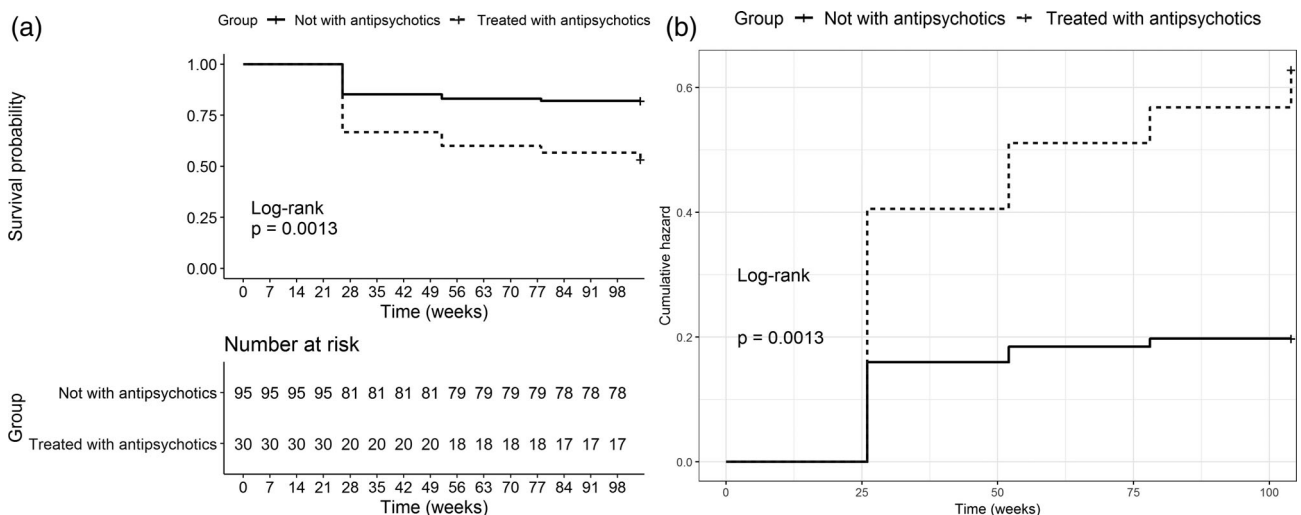 (a)
Group Not with antipsychotics Treated with antipsychotics
Survival probability
1.00
0.75
0.50
0.25
0.00
Log-rank
p = 0.0013
0 7 14 21 28 35 42 49 56 63 70 77 84 91 98
Time (weeks)
Number at risk
Group
Not with antipsychotics 95 95 95 95 81 81 81 81 79 79 79 79 78 78 78
Treated with antipsychotics 30 30 30 30 20 20 20 20 18 18 18 18 17 17 17
0 7 14 21 28 35 42 49 56 63 70 77 84 91 98
Time (weeks)
(b)
Group Not with antipsychotics Treated with antipsychotics
Cumulative hazard
0.6
0.4
0.2
0.0
Log-rank
p = 0.0013
0 25 50 75 100
Time (weeks)